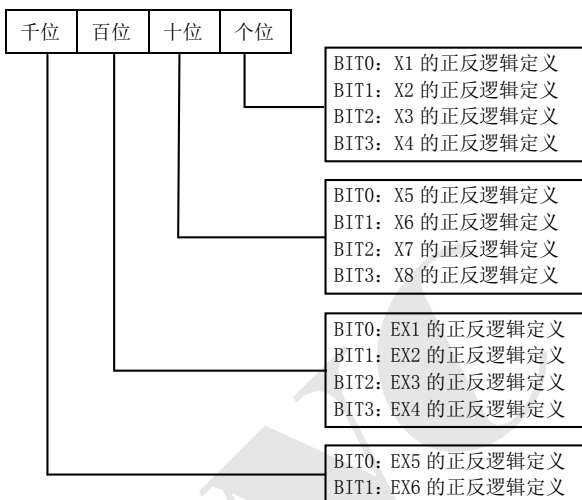 千位 百位 十位 个位
BIT0: X1 的正反逻辑定义
BIT1: X2 的正反逻辑定义
BIT2: X3 的正反逻辑定义
BIT3: X4 的正反逻辑定义
BIT0: X5 的正反逻辑定义
BIT1: X6 的正反逻辑定义
BIT2: X7 的正反逻辑定义
BIT3: X8 的正反逻辑定义
BIT0: EX1 的正反逻辑定义
BIT1: EX2 的正反逻辑定义
BIT2: EX3 的正反逻辑定义
BIT3: EX4 的正反逻辑定义
BIT0: EX5 的正反逻辑定义
BIT1: EX6 的正反逻辑定义